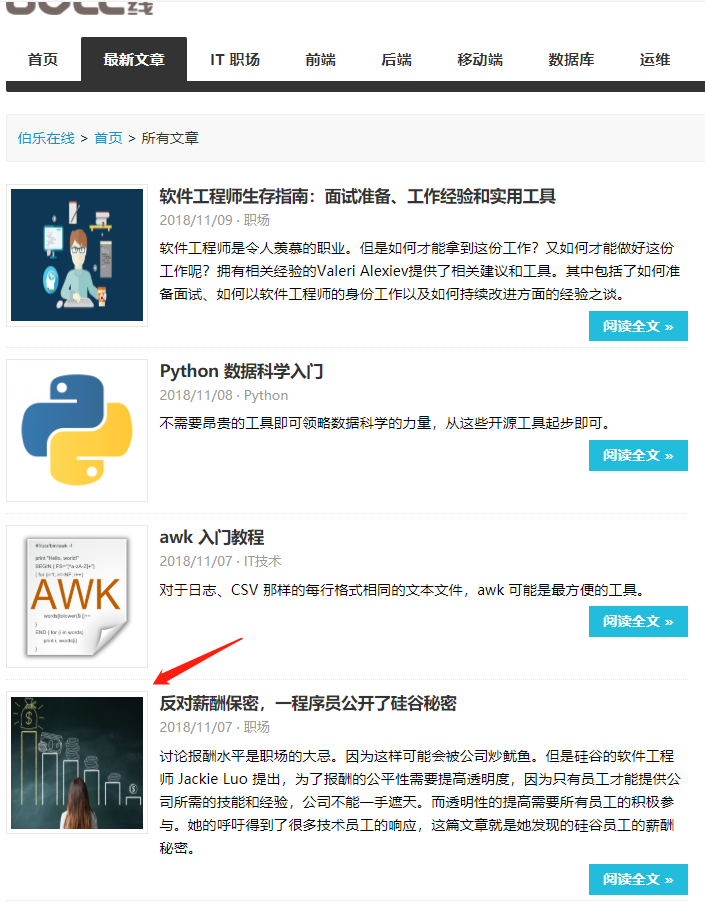 首页 最新文章 IT 职场 前端 后端 移动端 数据库 运维
伯乐在线 > 首页 > 所有文章
软件工程师生存指南：面试准备、工作经验和实用工具
2018/11/09 · 职场
软件工程师是令人羡慕的职业。但是如何才能拿到这份工作？又如何才能做好这份
工作呢？拥有相关经验的Valeri Alexiev提供了相关建议和工具。其中包括了如何准
备面试、如何以软件工程师的身份工作以及如何持续改进方面的经验之谈。
阅读全文 »
Python 数据科学入门
2018/11/08 · Python
不需要昂贵的工具即可领略数据科学的力量，从这些开源工具起步即可。
阅读全文 »
print "Hello, world!"
AWK
END { for (i in words)
print i, words[i]
}
awk 入门教程
2018/11/07 · IT技术
对于日志、CSV 那样的每行格式相同的文本文件，awk 可能是最方便的工具。
阅读全文 »
反对薪酬保密，一程序员公开了硅谷秘密
2018/11/07 · 职场
讨论报酬水平是职场的大忌。因为这样可能会被公司炒鱿鱼。但是硅谷的软件工程
师 Jackie Luo 提出，为了报酬的公平性需要提高透明度，因为只有员工才能提供公
司所需的技能和经验，公司不能一手遮天。而透明性的提高需要所有员工的积极参
与。她的呼吁得到了很多技术员工的响应，这篇文章就是她发现的硅谷员工的薪酬
秘密。
阅读全文 »